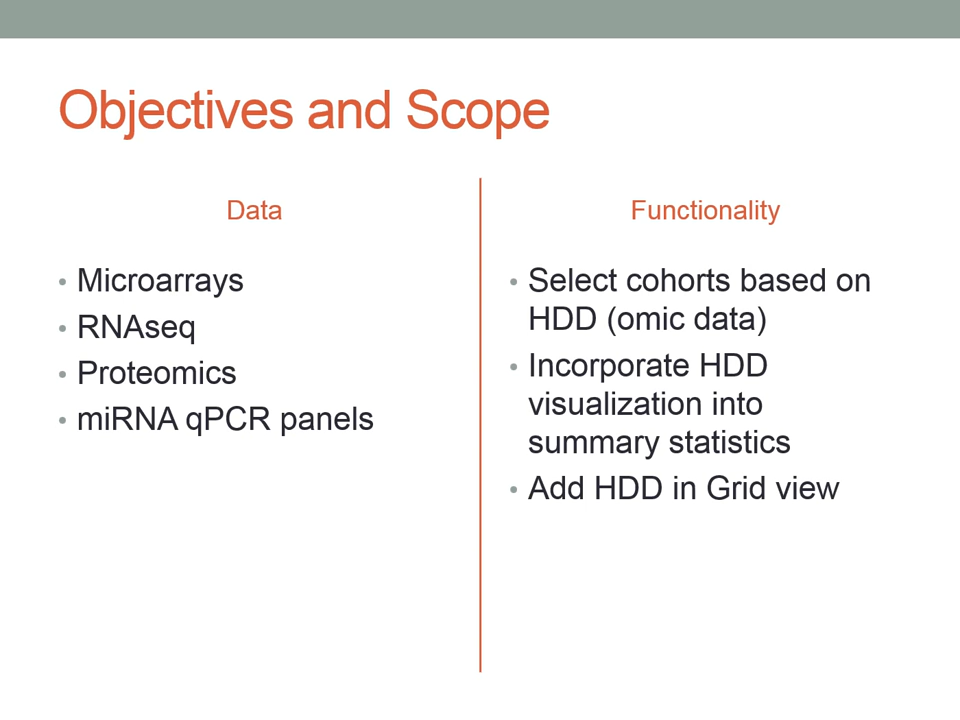 Objectives and Scope
Data
• Microarrays
• RNAseq
• Proteomics
• miRNA qPCR panels
Functionality
• Select cohorts based on
HDD (omic data)
• Incorporate HDD
visualization into
summary statistics
• Add HDD in Grid view